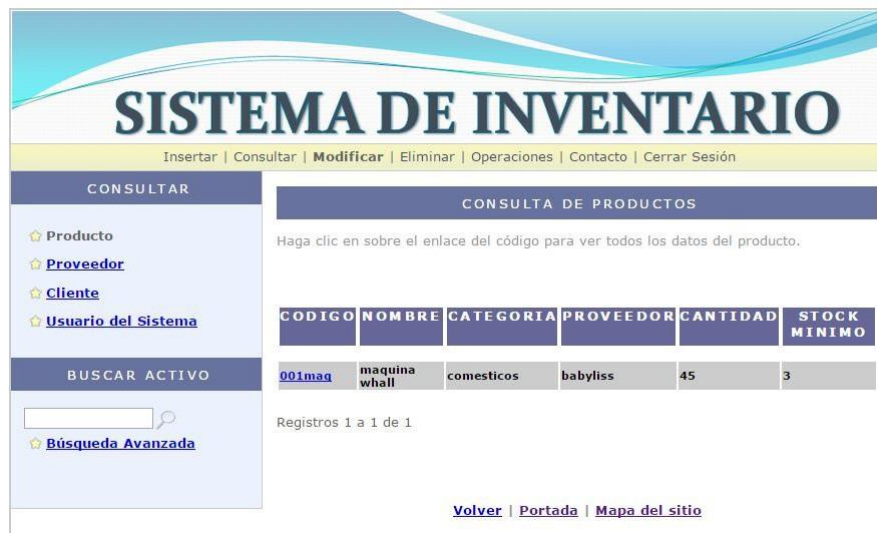 SISTEMA DE INVENTARIO
Insertar | Consultar | Modificar | Eliminar | Operaciones | Contacto | Cerrar Sesión
CONSULTAR
Producto
Proveedor
Cliente
Usuario del Sistema
BUSCAR ACTIVO
Búsqueda Avanzada
CONSULTA DE PRODUCTOS
Haga clic en sobre el enlace del código para ver todos los datos del producto.
CODIGO NOMBRE CATEGORIA PROVEEDOR CANTIDAD STOCK MINIMO
001maq maquina whall comesticos babyliss 45 3
Registros 1 a 1 de 1
Volver | Portada | Mapa del sitio